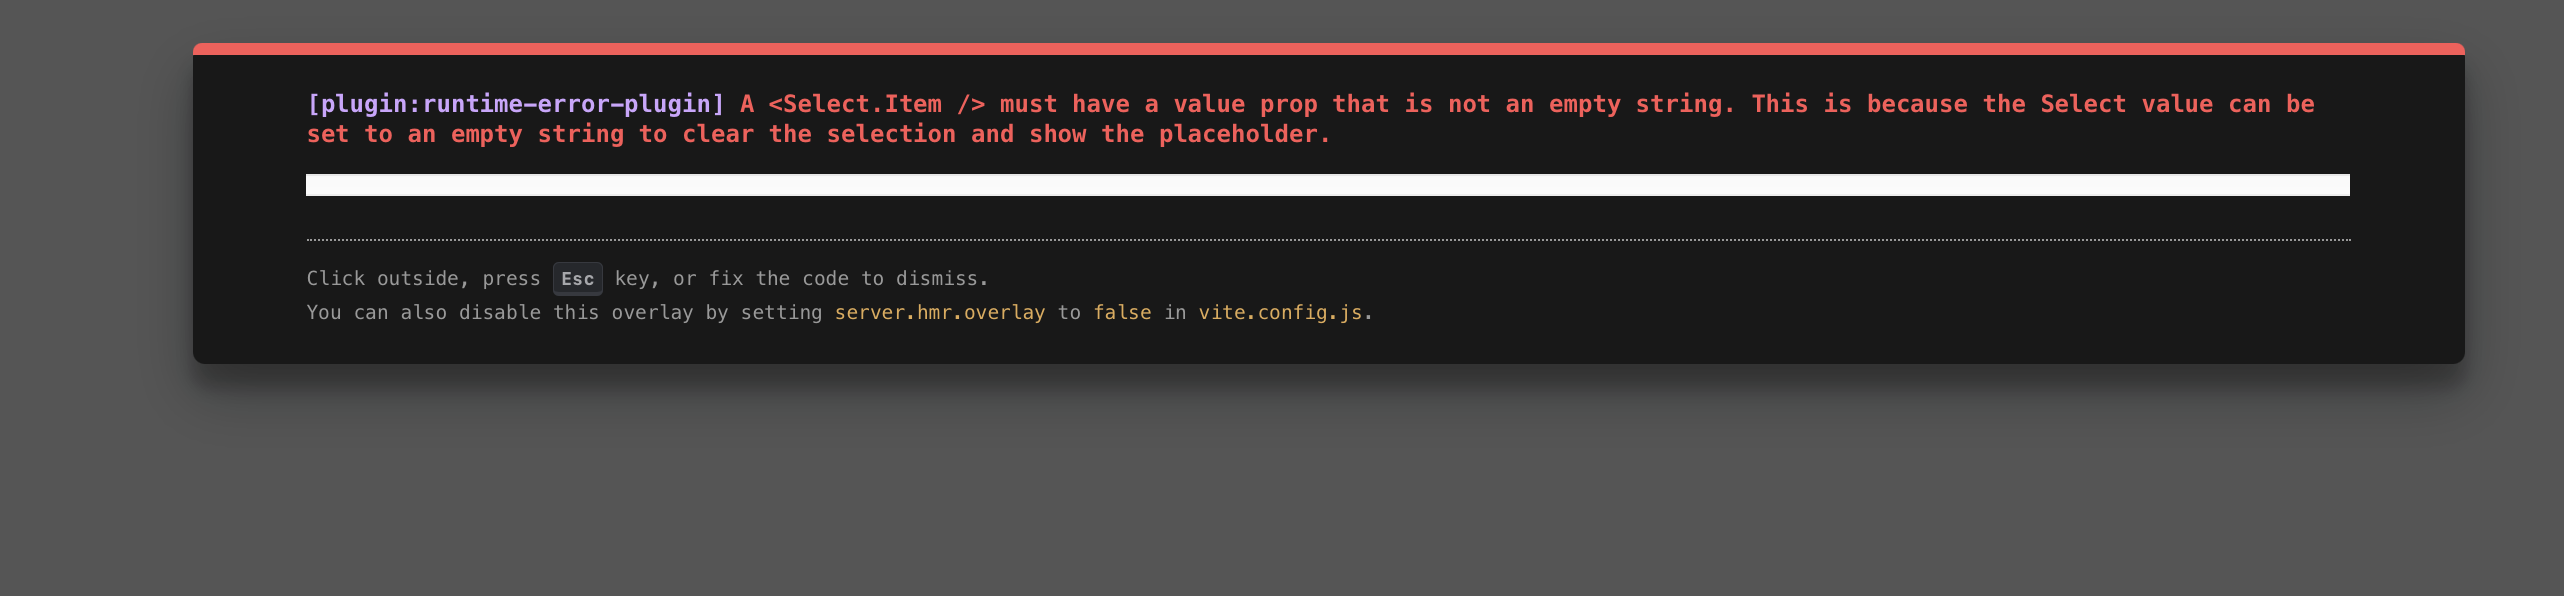 [plugin:runtime-error-plugin] A <Select.Item /> must have a value prop that is not an empty string. This is because the Select value can be
set to an empty string to clear the selection and show the placeholder.
Click outside, press Esc key, or fix the code to dismiss.
You can also disable this overlay by setting server.hmr.overlay to false in vite.config.js.